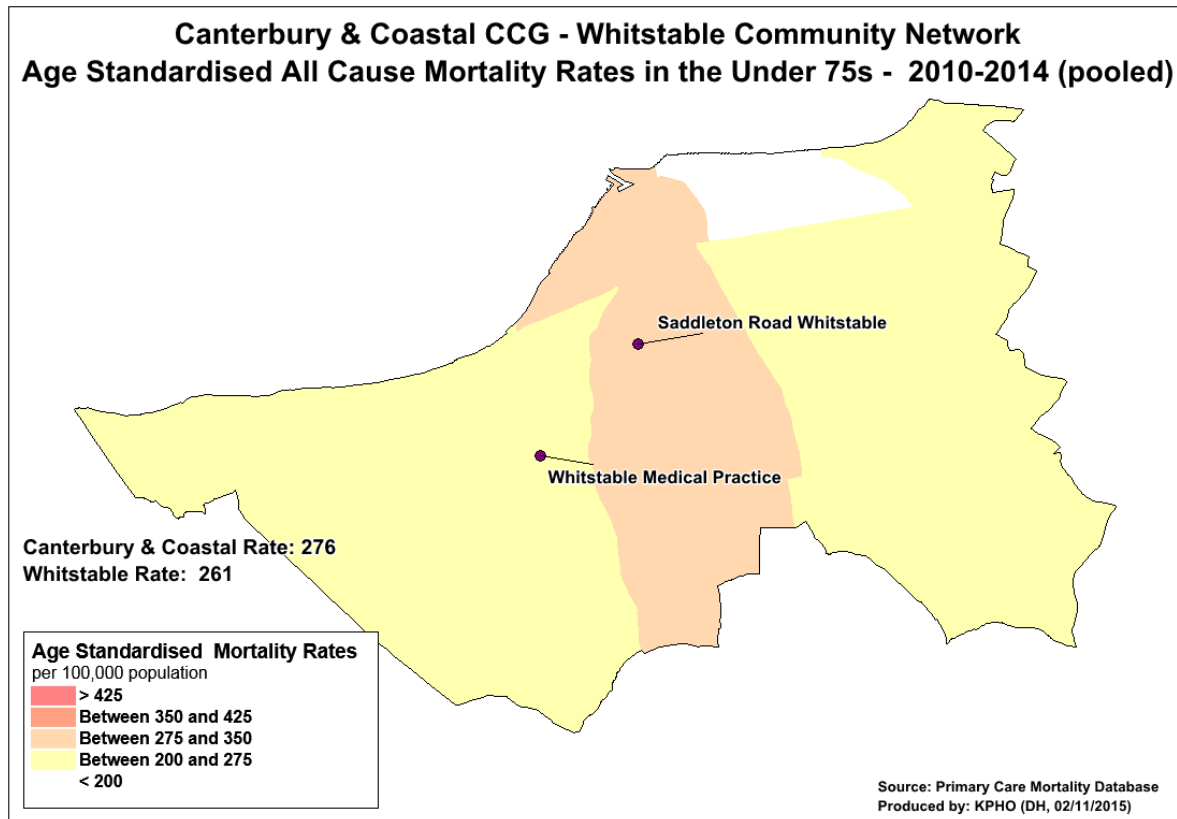 Canterbury & Coastal CCG - Whitstable Community Network
Age Standardised All Cause Mortality Rates in the Under 75s - 2010-2014 (pooled)
Saddleton Road Whitstable
Whitstable Medical Practice
Canterbury & Coastal Rate: 276
Whitstable Rate: 261
Age Standardised Mortality Rates
per 100,000 population
> 425
Between 350 and 425
Between 275 and 350
Between 200 and 275
< 200
Source: Primary Care Mortality Database
Produced by: KPHO (DH, 02/11/2015)